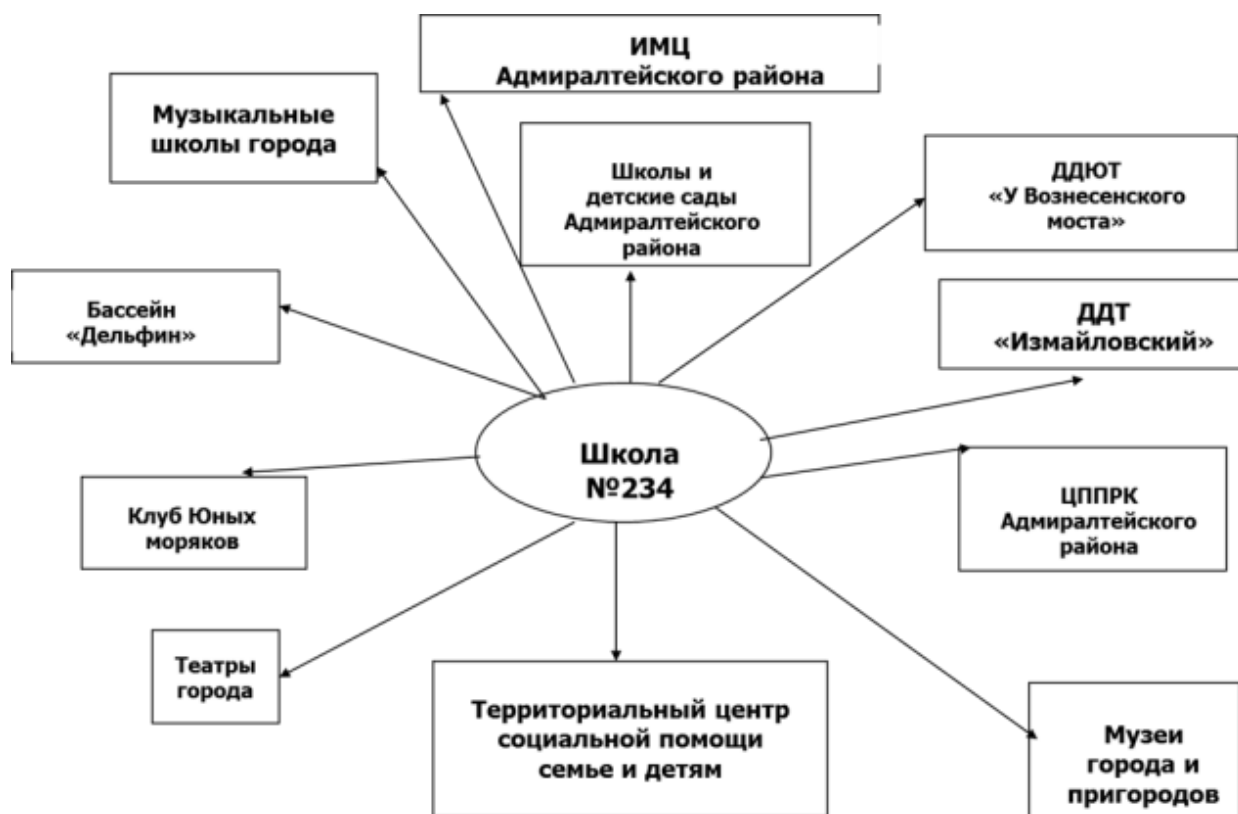 ИМЦ
Адмиралтейского района
Музыкальные
школы города
Школы и
детские сады
Адмиралтейского
района
ДДЮТ
«У Вознесенского
моста»
Бассейн
«Дельфин»
ДДТ
«Измайловский»
Школа
№234
Клуб Юных
моряков
ЦППРК
Адмиралтейского
района
Театры
города
Территориальный центр
социальной помощи
семье и детям
Музеи
города и
пригородов